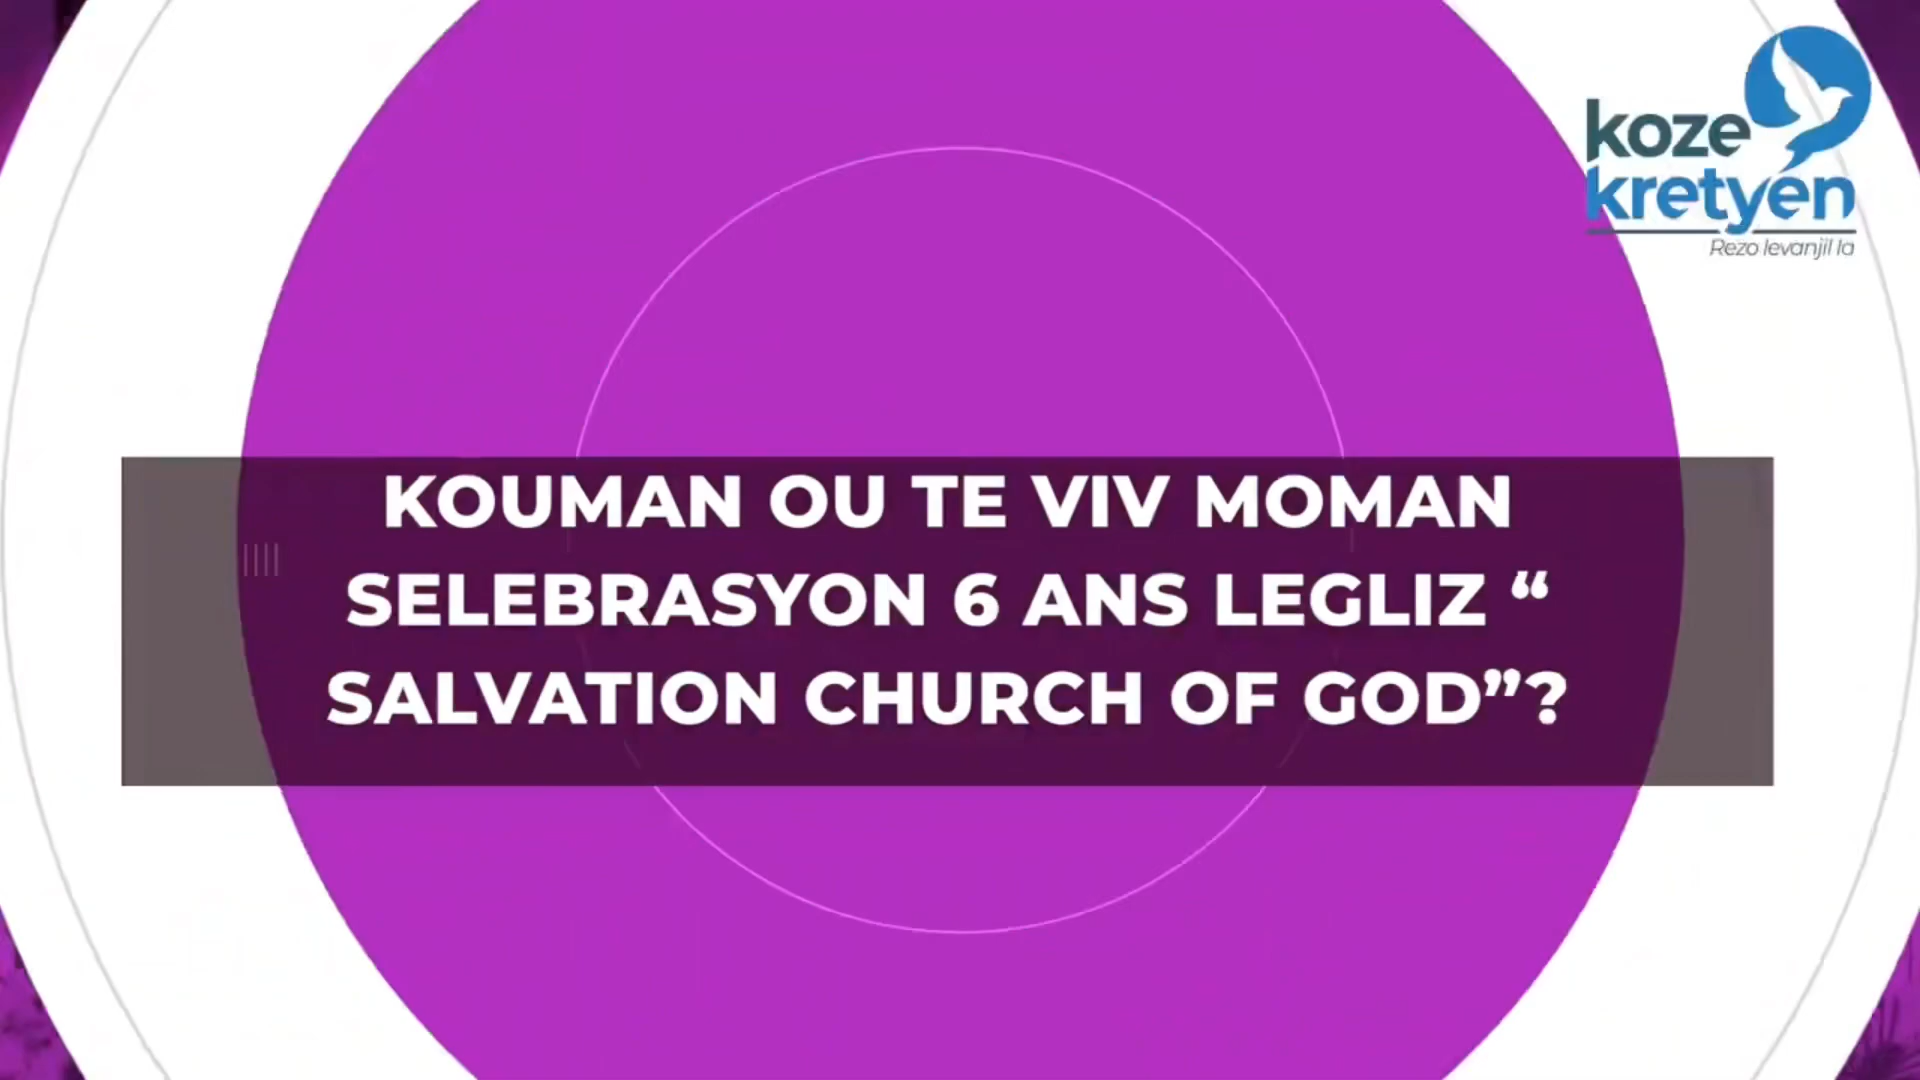 koze
kretyen
Rezo levanjil la
KOUMAN OU TE VIV MOMAN
SELEBRASYON 6 ANS LEGLIZ “
SALVATION CHURCH OF GOD”?